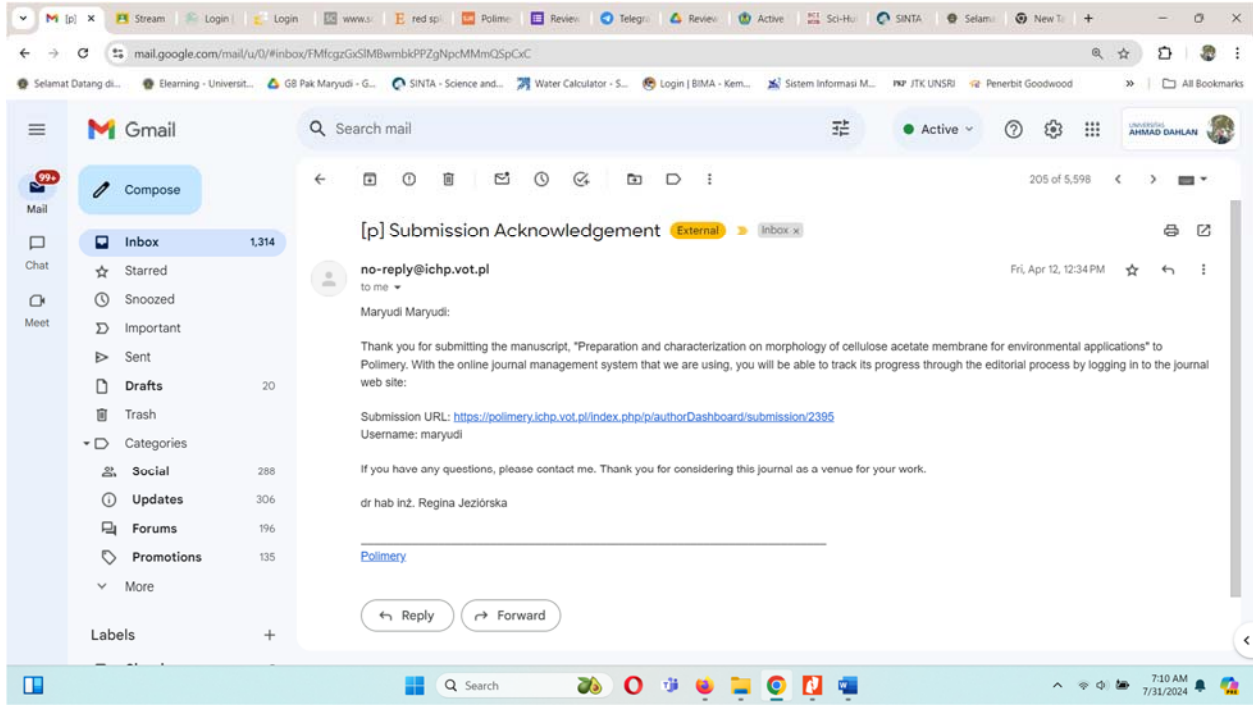 [p] ×
Stream
Login |
Login
www.s
red sp
Polime
Review
Telegra
Review
Active
Sci-Hu
SINTA
Selama
New Ta
mail.google.com/mail/u/0/#inbox/FMfcgzGxSlMBwmbkPPZgNpcMMmQSpCxC
Selamat Datang di...
Elearning - Universit...
GB Pak Maryudi - G...
SINTA - Science and...
Water Calculator - S...
Login | BIMA - Kem...
Sistem Informasi M...
PKP JTK UNSRI
Penerbit Goodwood
»
All Bookmarks
Gmail
Search mail
Active
UNIVERSITAS
AHMAD DAHLAN
99+
Mail
Chat
Meet
Compose
Inbox 1,314
Starred
Snoozed
Important
Sent
Drafts 20
Trash
Categories
Social 288
Updates 306
Forums 196
Promotions 135
More
Labels +
205 of 5,598
[p] Submission Acknowledgement External Inbox x
no-reply@ichp.vot.pl Fri, Apr 12, 12:34 PM
to me
Maryudi Maryudi:
Thank you for submitting the manuscript, "Preparation and characterization on morphology of cellulose acetate membrane for environmental applications" to
Polimery. With the online journal management system that we are using, you will be able to track its progress through the editorial process by logging in to the journal
web site:
Submission URL: https://polimery.ichp.vot.pl/index.php/p/authorDashboard/submission/2395
Username: maryudi
If you have any questions, please contact me. Thank you for considering this journal as a venue for your work.
dr hab inż. Regina Jeziórska
Polimery
Reply
Forward
Search
7:10 AM
7/31/2024